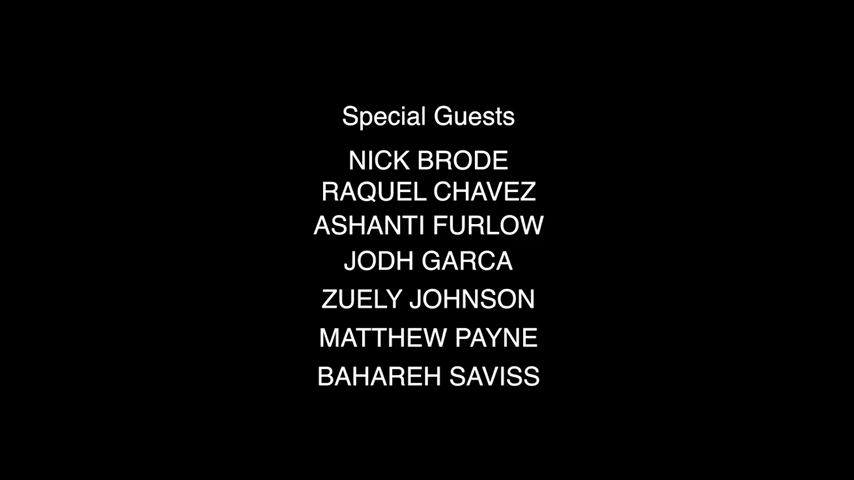 Special Guests
NICK BRODE
RAQUEL CHAVEZ
ASHANTI FURLOW
JODH GARCA
ZUELY JOHNSON
MATTHEW PAYNE
BAHAREH SAVISS